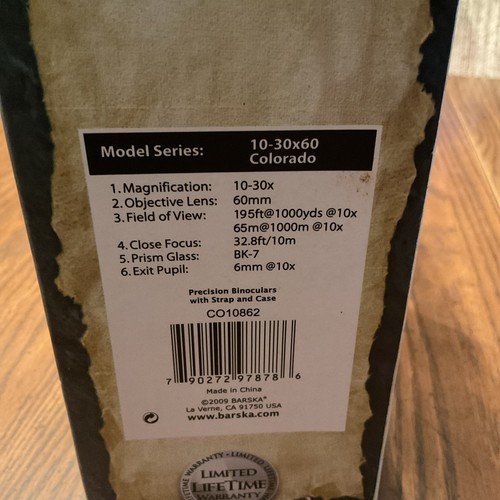 Model Series: 10-30x60
Colorado
1. Magnification: 10-30x
2. Objective Lens: 60mm
3. Field of View: 195ft@1000yds @10x
65m@1000m @10x
4. Close Focus: 32.8ft/10m
5. Prism Glass: BK-7
6. Exit Pupil: 6mm @10x
Precision Binoculars
with Strap and Case
CO10862
7 90272 97878 6
Made in China
©2009 BARSKA®
La Verne, CA 91750 USA
www.barska.com
LIFETIME WARRANTY • LIMITED
LIMITED
LIFETIME
WARRANTY